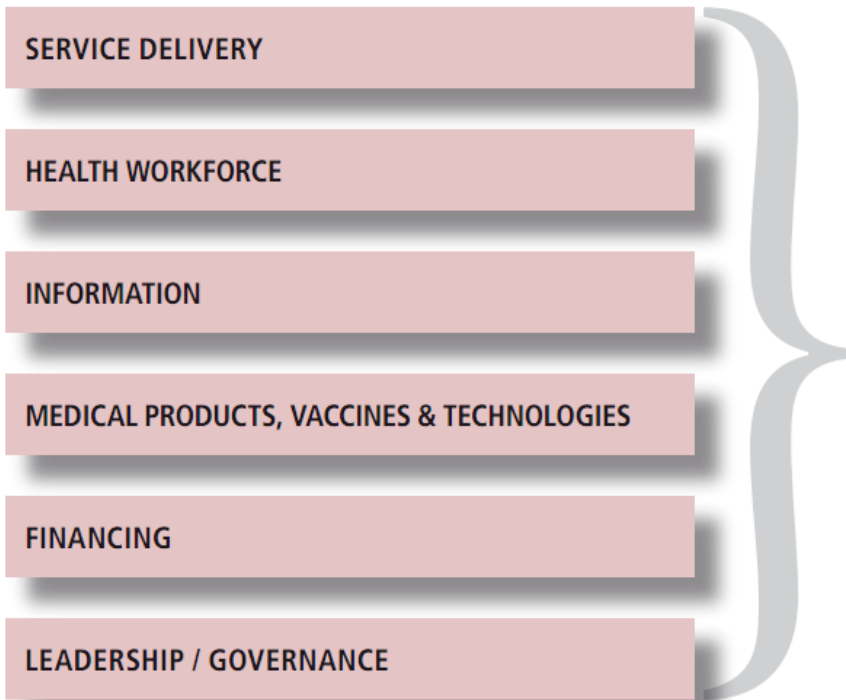 SERVICE DELIVERY
HEALTH WORKFORCE
INFORMATION
MEDICAL PRODUCTS, VACCINES & TECHNOLOGIES
FINANCING
LEADERSHIP / GOVERNANCE